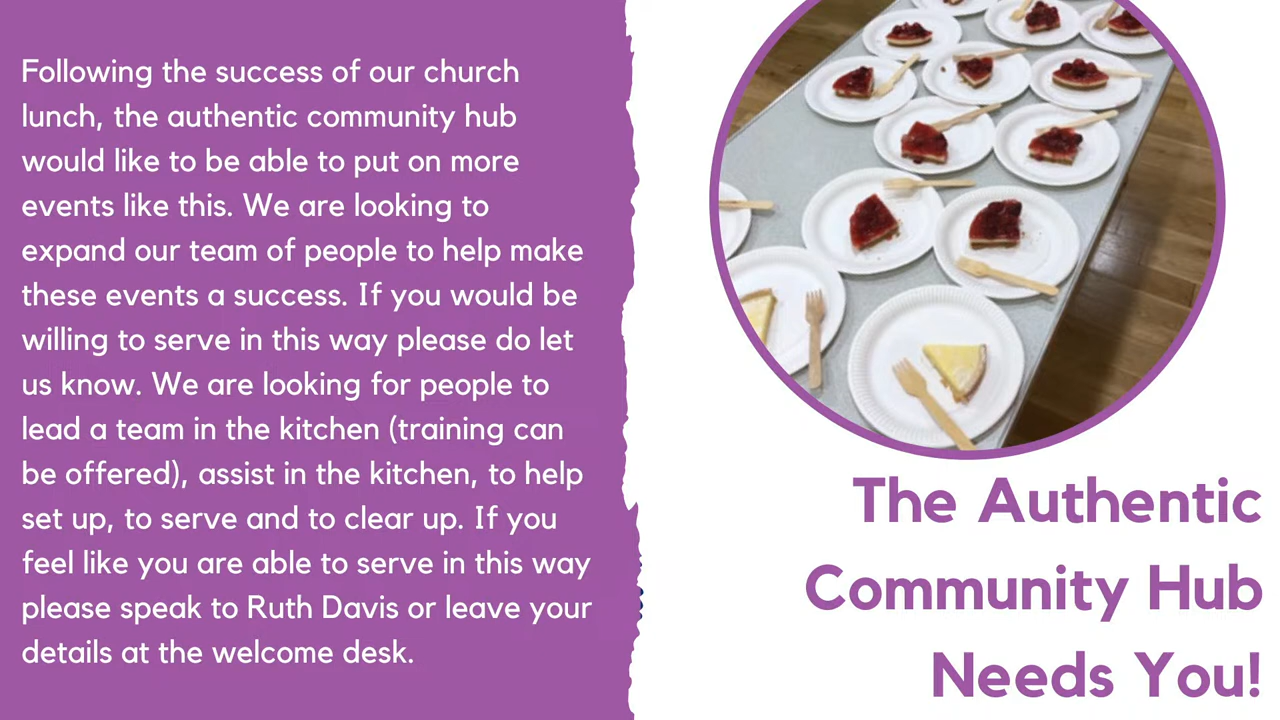 Following the success of our church
lunch, the authentic community hub
would like to be able to put on more
events like this. We are looking to
expand our team of people to help make
these events a success. If you would be
willing to serve in this way please do let
us know. We are looking for people to
lead a team in the kitchen (training can
be offered), assist in the kitchen, to help
set up, to serve and to clear up. If you
feel like you are able to serve in this way
please speak to Ruth Davis or leave your
details at the welcome desk.
The Authentic
Community Hub
Needs You!